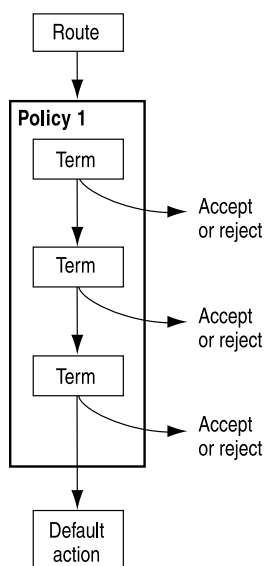 Route
Policy 1
Term
Accept
or reject
Term
Accept
or reject
Term
Accept
or reject
Default
action